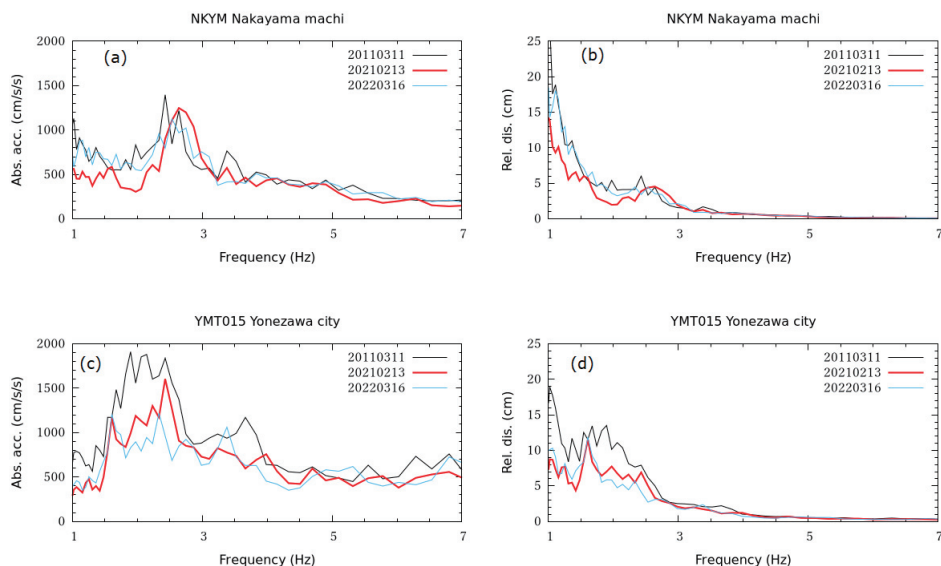 NKYM Nakayama machi
(a)
20110311
20210213
20220316
Abs. acc. (cm/s/s)
2000
1500
1000
500
0
1 3 5 7
Frequency (Hz)
NKYM Nakayama machi
(b)
20110311
20210213
20220316
Rel. dis. (cm)
25
20
15
10
5
0
1 3 5 7
Frequency (Hz)
YMT015 Yonezawa city
(c)
20110311
20210213
20220316
Abs. acc. (cm/s/s)
2000
1500
1000
500
0
1 3 5 7
Frequency (Hz)
YMT015 Yonezawa city
(d)
20110311
20210213
20220316
Rel. dis. (cm)
25
20
15
10
5
0
1 3 5 7
Frequency (Hz)